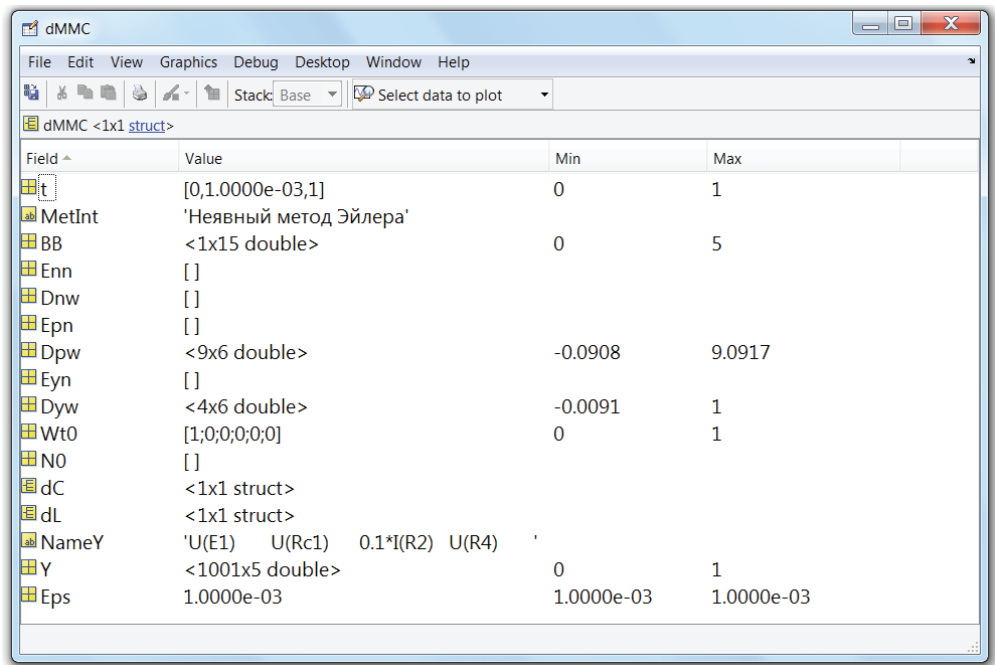 dMMC
File Edit View Graphics Debug Desktop Window Help
Stack: Base Select data to plot
dMMC <1x1 struct>
Field Value Min Max
t [0,1.0000e-03,1] 0 1
MetInt 'Неявный метод Эйлера'
BB <1x15 double> 0 5
Enn []
Dnw []
Epn []
Dpw <9x6 double> -0.0908 9.0917
Eyn []
Dyw <4x6 double> -0.0091 1
Wt0 [1;0;0;0;0;0] 0 1
N0 []
dC <1x1 struct>
dL <1x1 struct>
NameY 'U(E1) U(Rc1) 0.1*I(R2) U(R4) '
Y <1001x5 double> 0 1
Eps 1.0000e-03 1.0000e-03 1.0000e-03